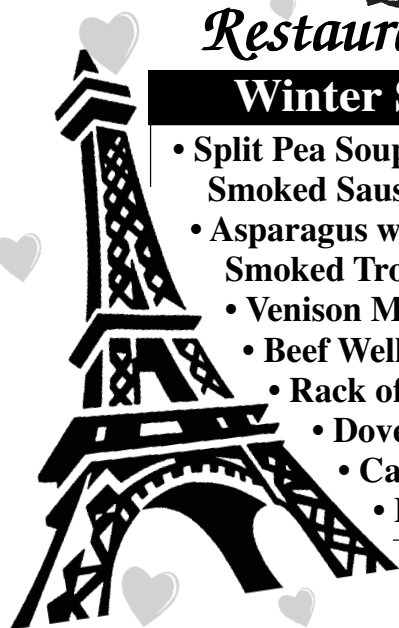 Restaur
Winter S
• Split Pea Soup
Smoked Saus
• Asparagus w
Smoked Tro
• Venison M
• Beef Well
• Rack of
• Dove
• Ca
•